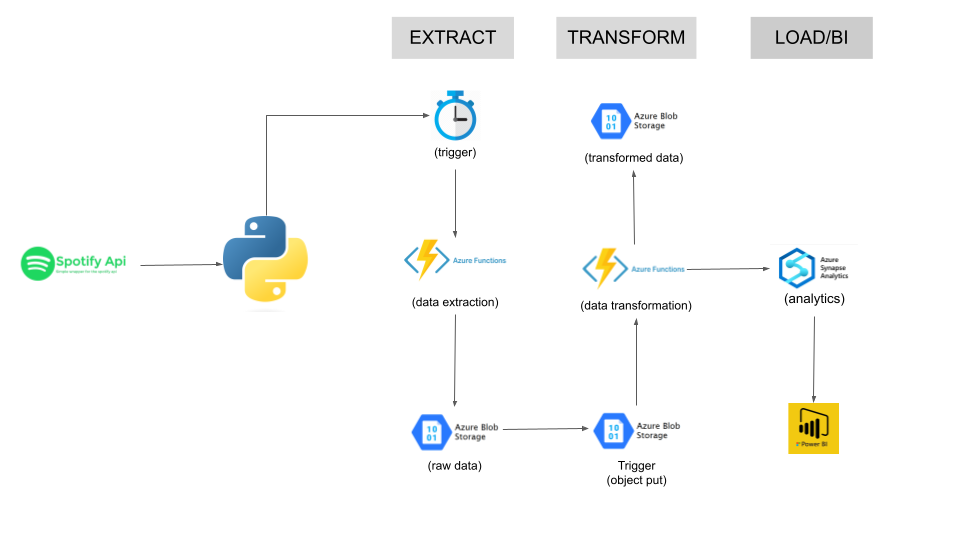 EXTRACT
TRANSFORM
LOAD/BI
(trigger)
10
01
Azure Blob
Storage
(transformed data)
Spotify Api
Simple wrapper for the spotify api!
Azure Functions
(data extraction)
Azure Functions
(data transformation)
Azure
Synapse
Analytics
(analytics)
10
01
Azure Blob
Storage
(raw data)
10
01
Azure Blob
Storage
Trigger
(object put)
Power BI